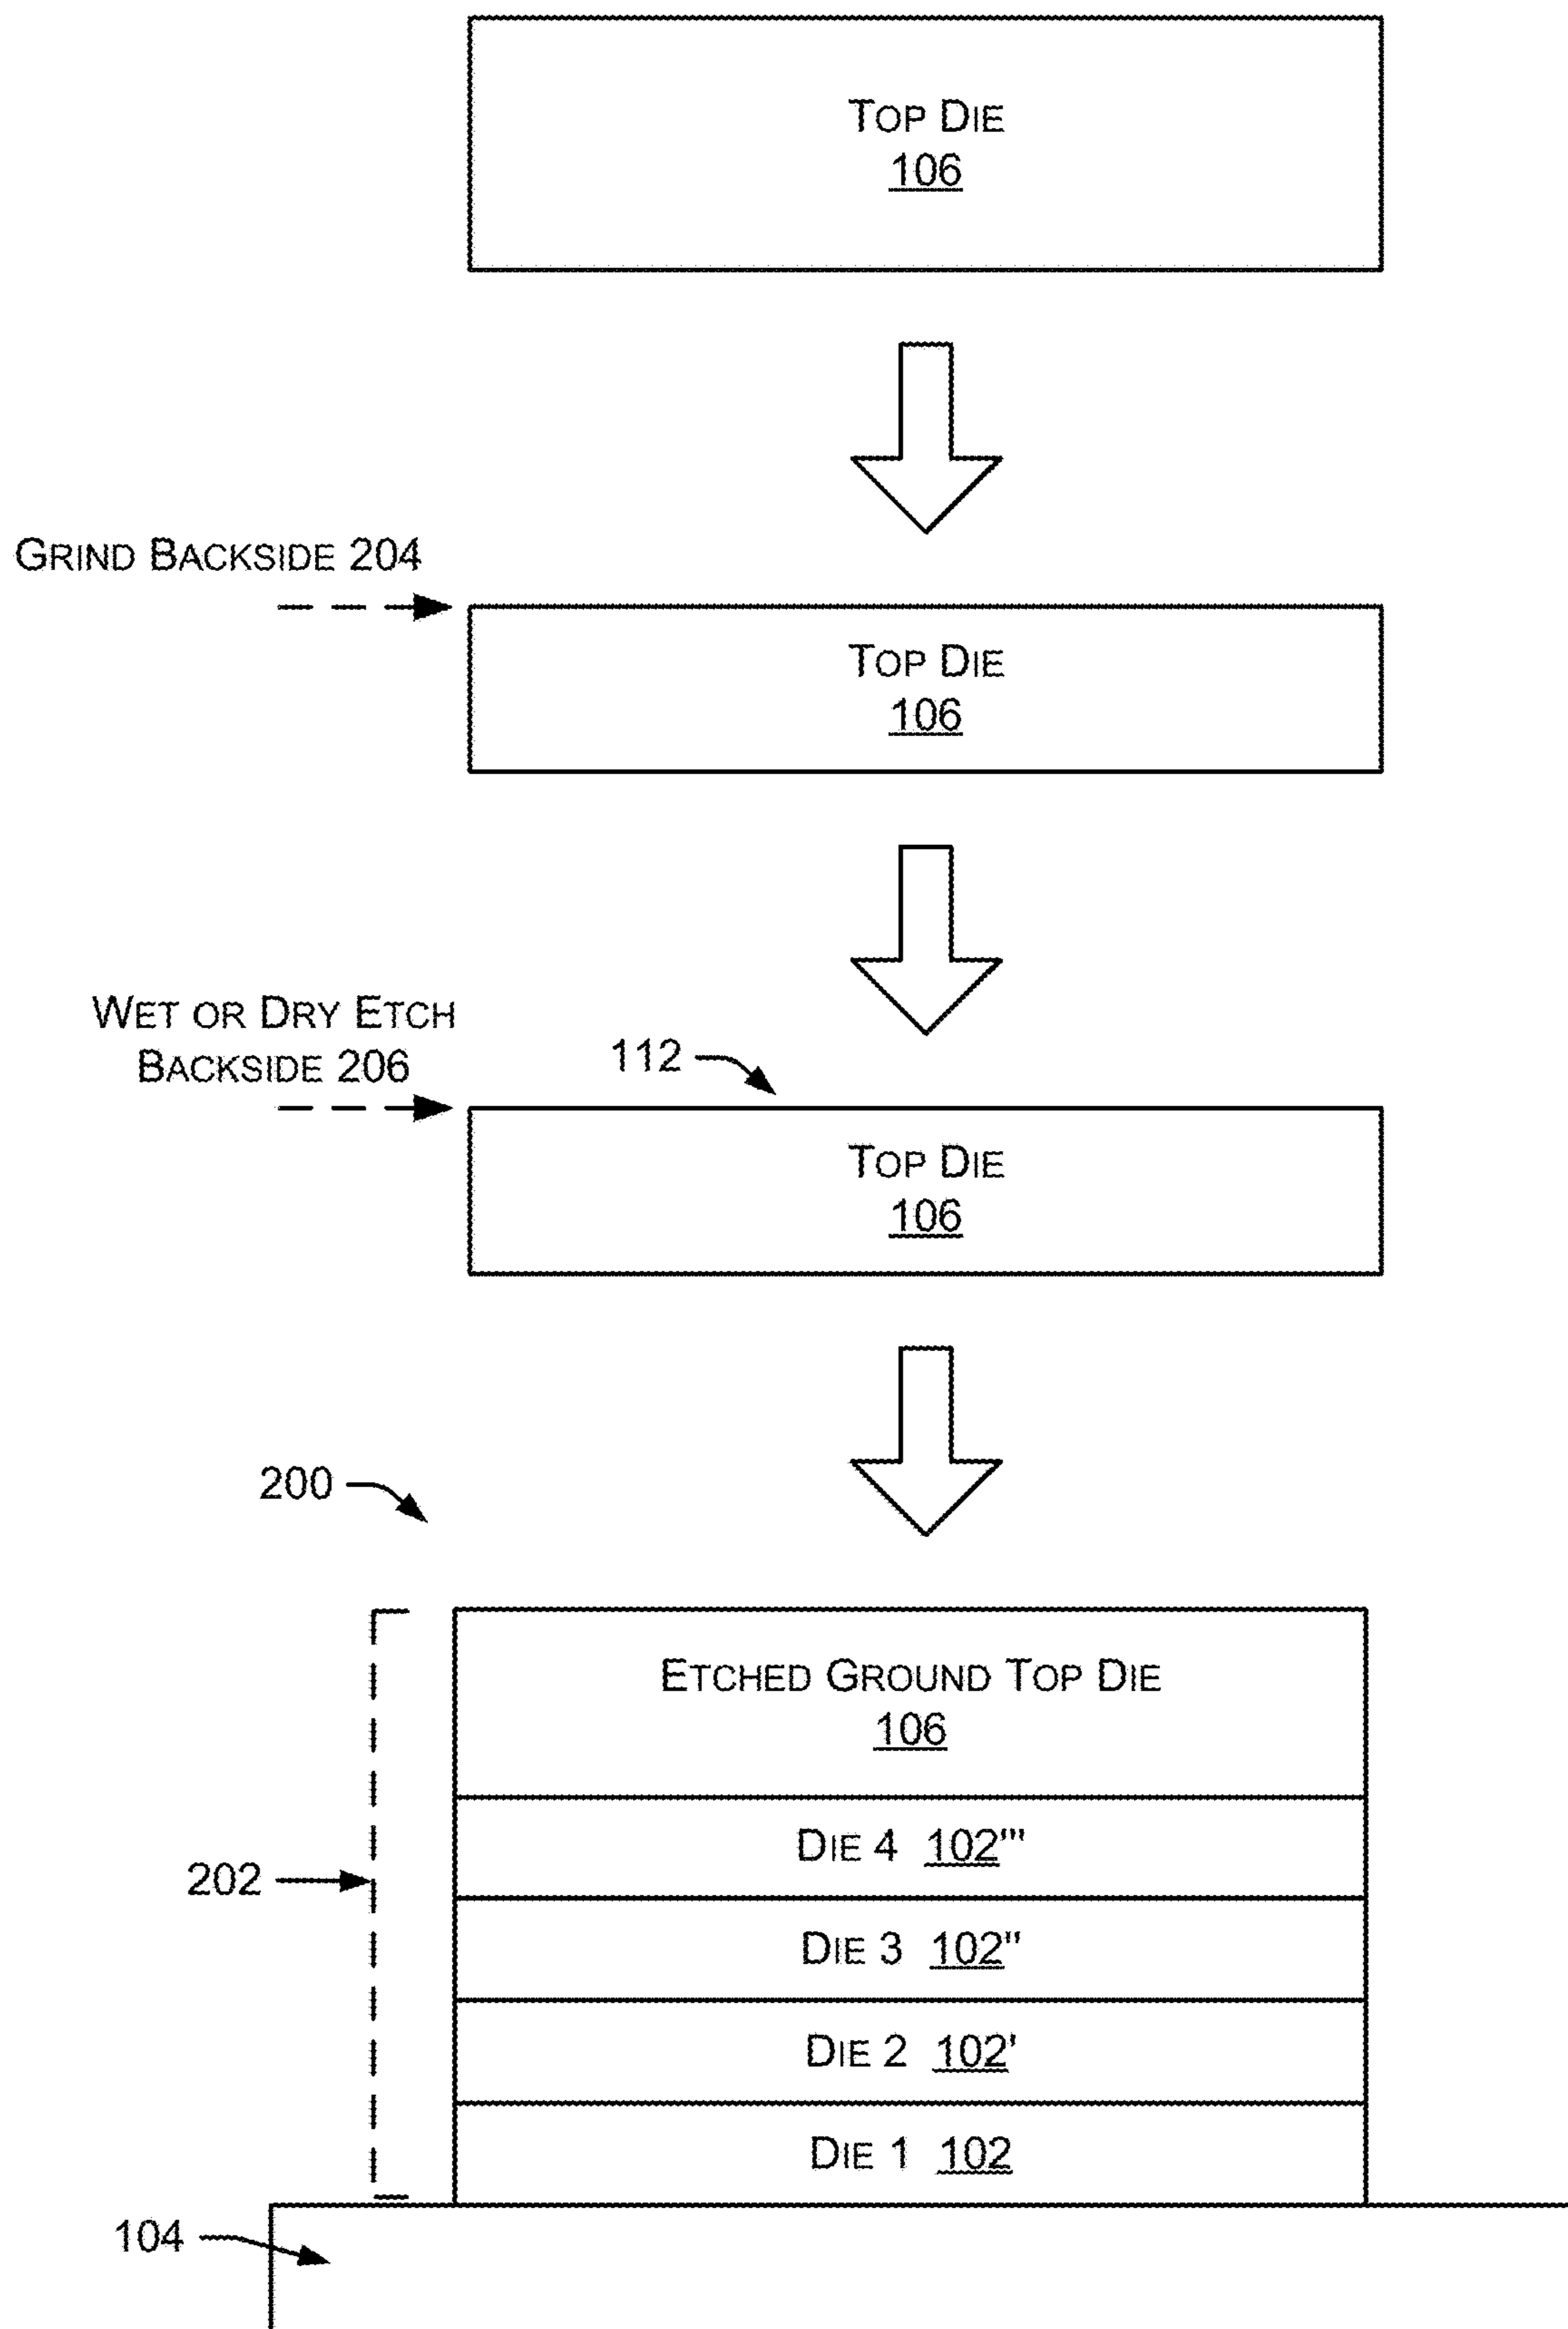 TOP DIE
106
GRIND BACKSIDE 204
TOP DIE
106
WET OR DRY ETCH
BACKSIDE 206
112
TOP DIE
106
200
ETCHED GROUND TOP DIE
106
DIE 4 102'''
202
DIE 3 102"
DIE 2 102'
DIE 1 102
104